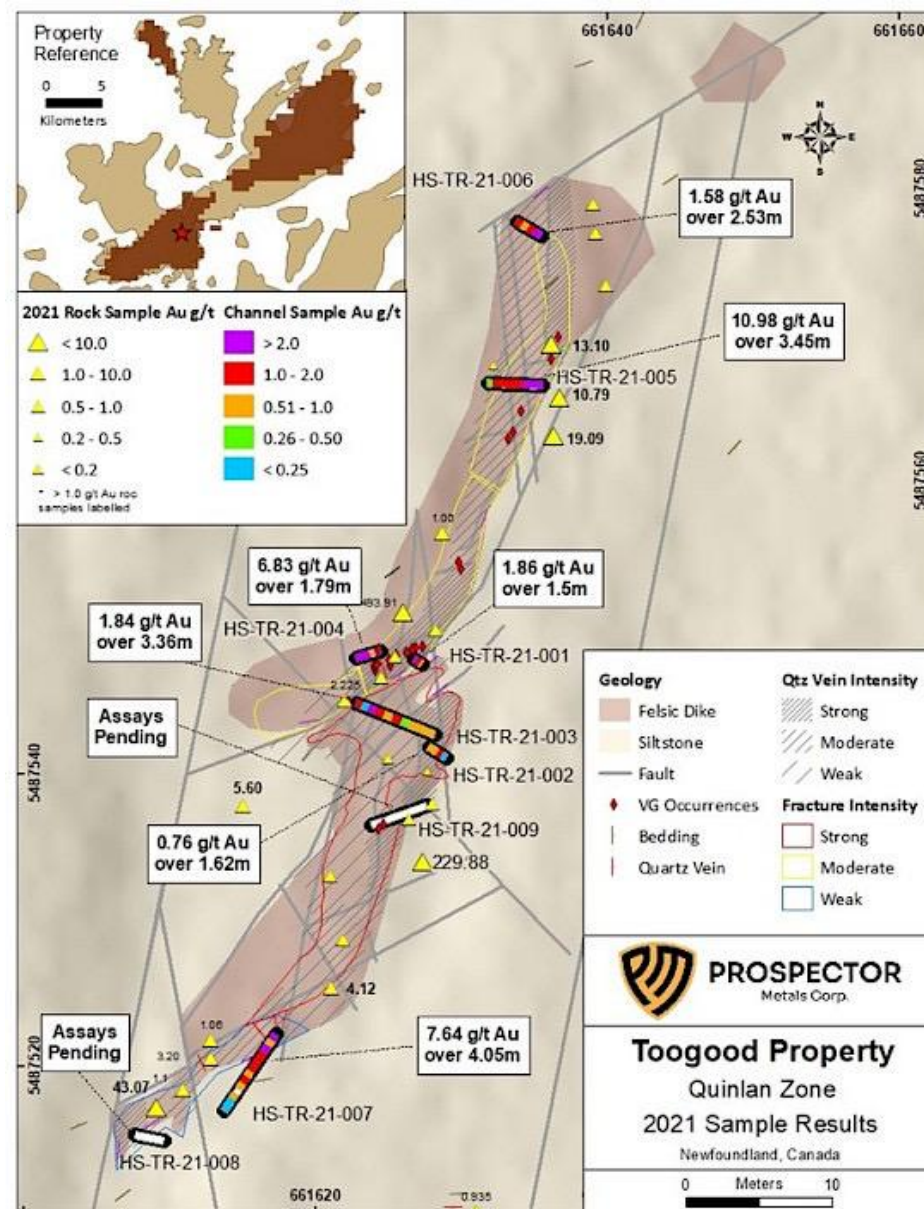 Property
Reference
0 5
Kilometers
2021 Rock Sample Au g/t
< 10.0
1.0 - 10.0
0.5 - 1.0
0.2 - 0.5
< 0.2
> 1.0 g/t Au roc
samples labelled
Channel Sample Au g/t
> 2.0
1.0 - 2.0
0.51 - 1.0
0.26 - 0.50
< 0.25
661640
661660
N
W E
S
5487580
5487560
5487540
5487520
661620
HS-TR-21-006
1.58 g/t Au
over 2.53m
10.98 g/t Au
over 3.45m
13.10
HS-TR-21-005
10.79
19.09
1.00
6.83 g/t Au
over 1.79m
1.86 g/t Au
over 1.5m
1.84 g/t Au
over 3.36m
HS-TR-21-004
HS-TR-21-001
Assays
Pending
HS-TR-21-003
HS-TR-21-002
5.60
HS-TR-21-009
0.76 g/t Au
over 1.62m
229.88
4.12
Assays
Pending
1.06
3.20
1.1
43.07
7.64 g/t Au
over 4.05m
HS-TR-21-007
HS-TR-21-008
0.935
Geology
Felsic Dike
Siltstone
Fault
VG Occurrences
Bedding
Quartz Vein
Qtz Vein Intensity
Strong
Moderate
Weak
Fracture Intensity
Strong
Moderate
Weak
PROSPECTOR
Metals Corp.
Toogood Property
Quinlan Zone
2021 Sample Results
Newfoundland, Canada
0 Meters 10